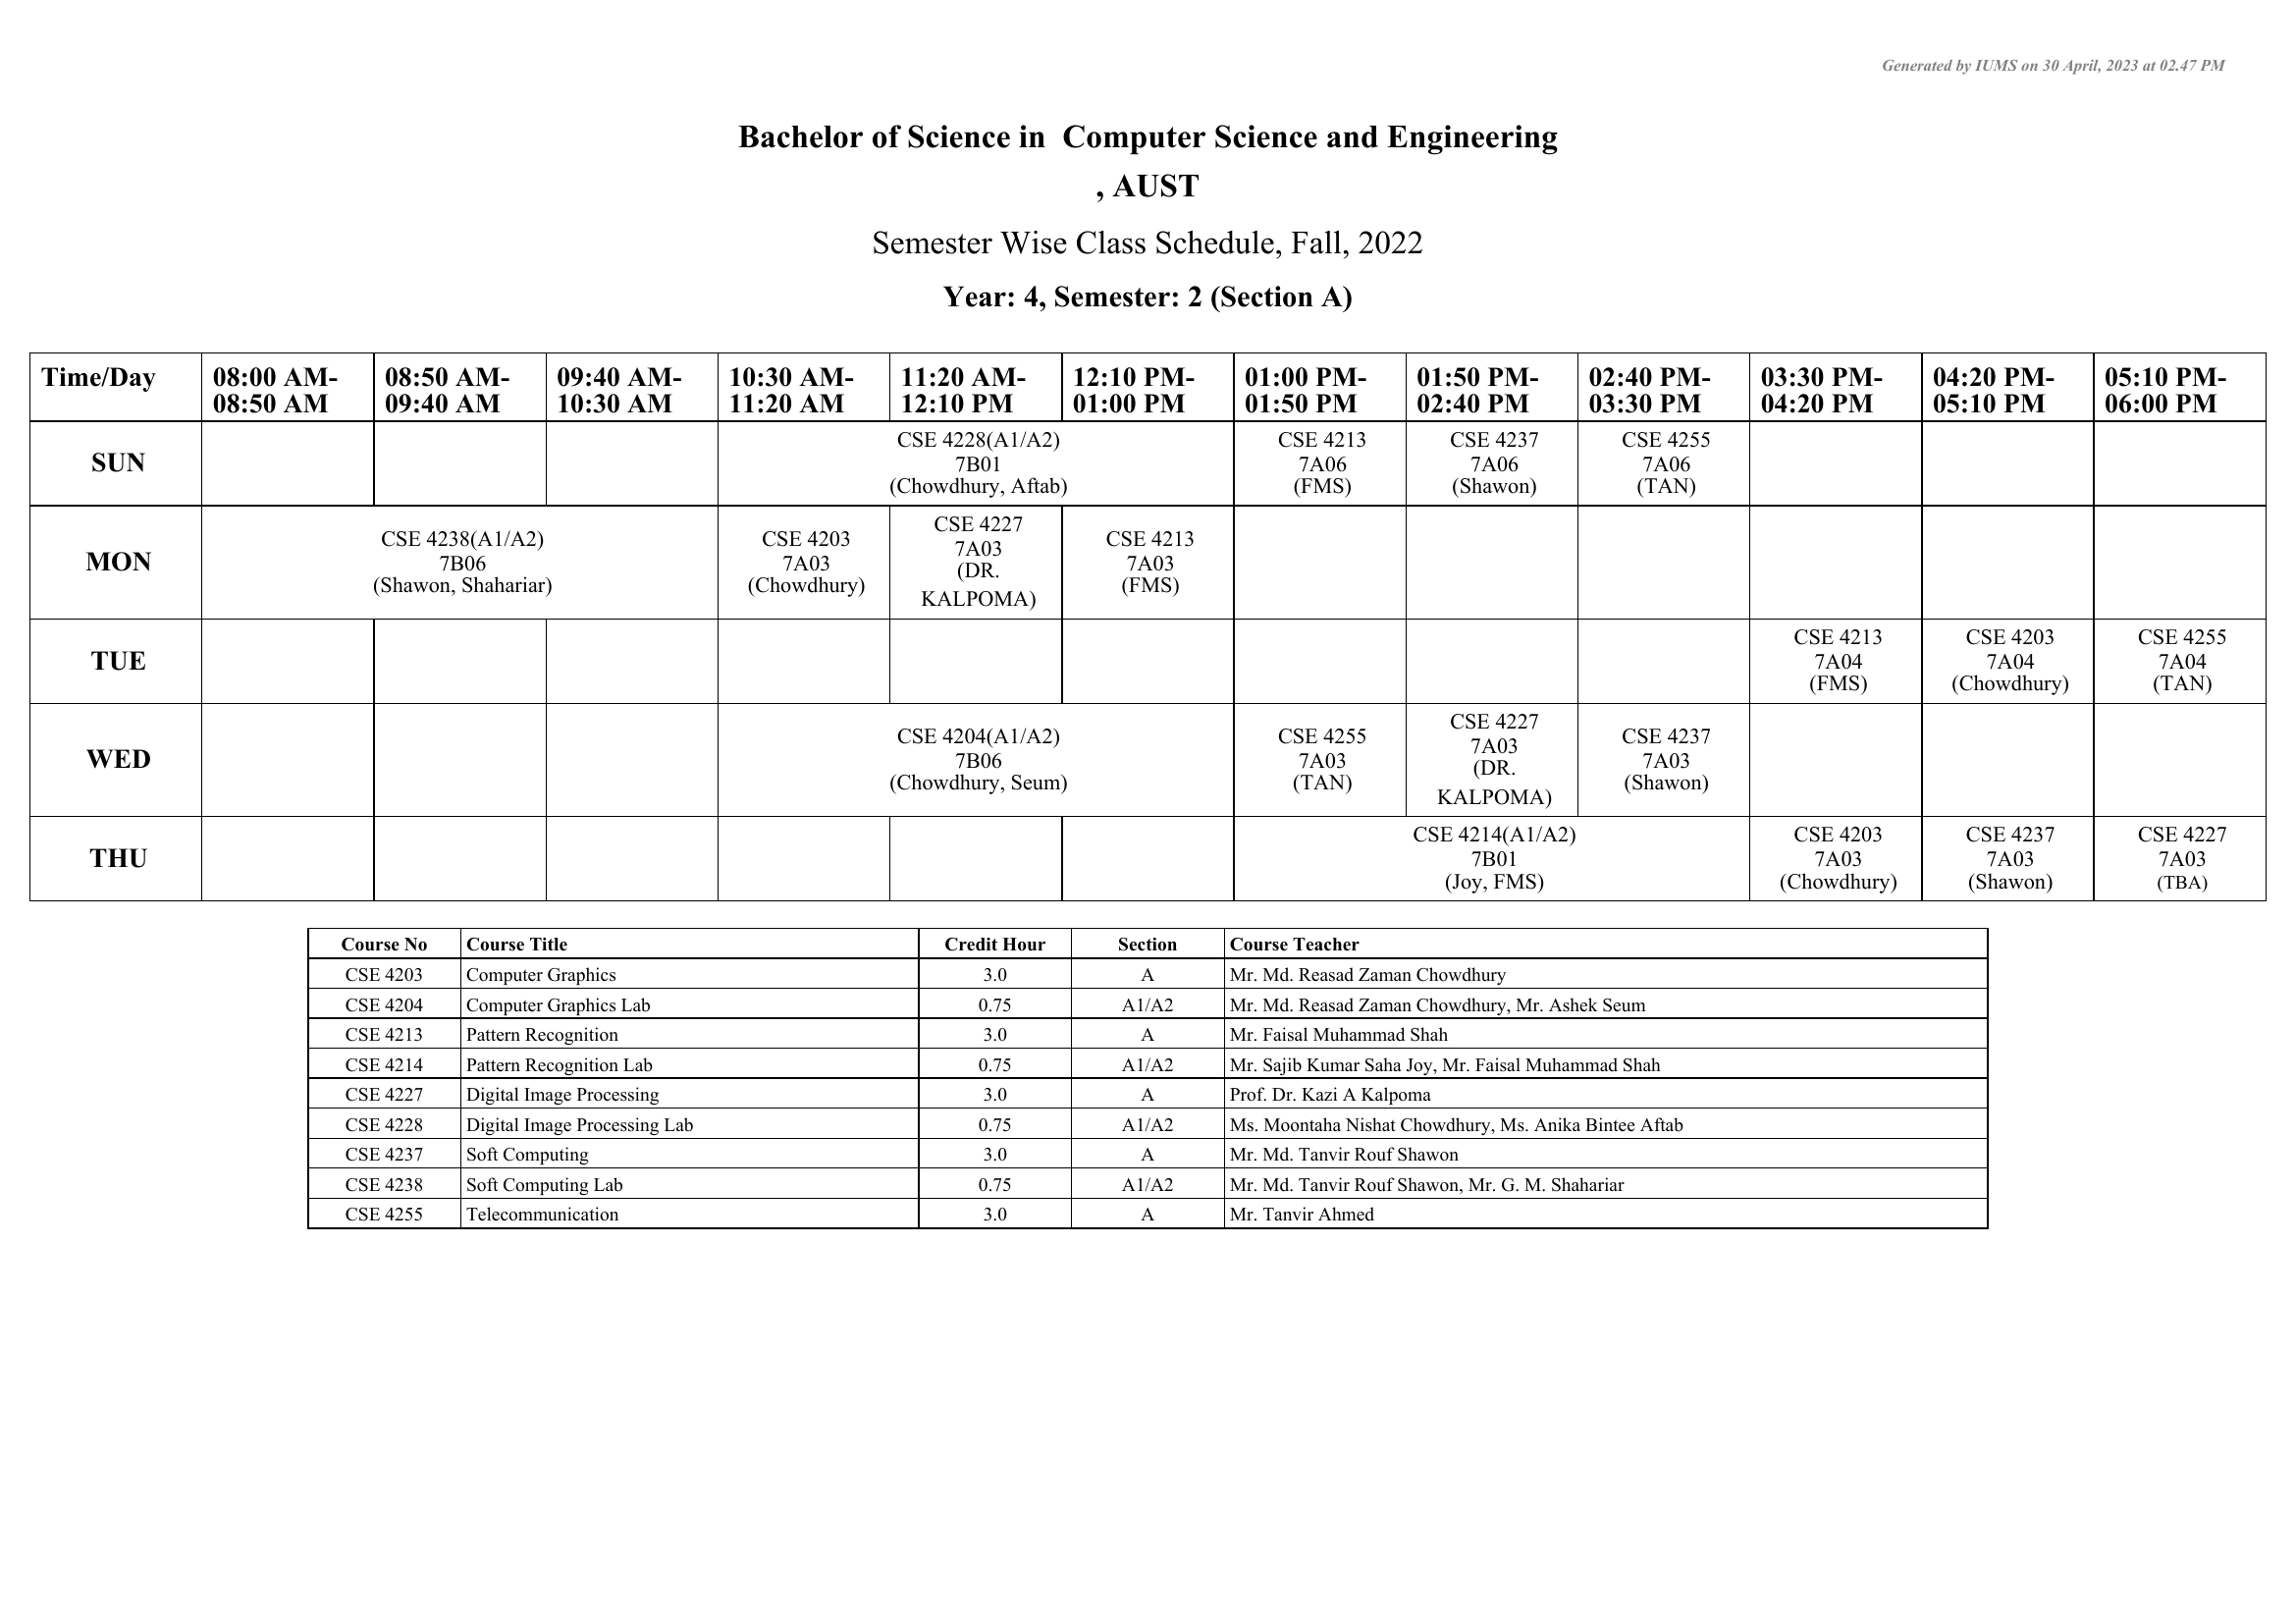 Generated by IUMS on 30 April, 2023 at 02.47 PM
Bachelor of Science in  Computer Science and Engineering
, AUST
Semester Wise Class Schedule, Fall, 2022
Year: 4, Semester: 2 (Section A)
Time/Day
08:00 AM-
08:50 AM
08:50 AM-
09:40 AM
09:40 AM-
10:30 AM
10:30 AM-
11:20 AM
11:20 AM-
12:10 PM
12:10 PM-
01:00 PM
01:00 PM-
01:50 PM
01:50 PM-
02:40 PM
02:40 PM-
03:30 PM
03:30 PM-
04:20 PM
04:20 PM-
05:10 PM
05:10 PM-
06:00 PM
SUN
CSE 4228(A1/A2)
7B01
(Chowdhury, Aftab)
CSE 4213
7A06
(FMS)
CSE 4237
7A06
(Shawon)
CSE 4255
7A06
(TAN)
MON
CSE 4238(A1/A2)
7B06
(Shawon, Shahariar)
CSE 4203
7A03
(Chowdhury)
CSE 4227
7A03
(DR.
KALPOMA)
CSE 4213
7A03
(FMS)
TUE
CSE 4213
7A04
(FMS)
CSE 4203
7A04
(Chowdhury)
CSE 4255
7A04
(TAN)
WED
CSE 4204(A1/A2)
7B06
(Chowdhury, Seum)
CSE 4255
7A03
(TAN)
CSE 4227
7A03
(DR.
KALPOMA)
CSE 4237
7A03
(Shawon)
THU
CSE 4214(A1/A2)
7B01
(Joy, FMS)
CSE 4203
7A03
(Chowdhury)
CSE 4237
7A03
(Shawon)
CSE 4227
7A03
(TBA)
Course No Course Title Credit Hour Section Course Teacher
CSE 4203 Computer Graphics 3.0 A Mr. Md. Reasad Zaman Chowdhury
CSE 4204 Computer Graphics Lab 0.75 A1/A2 Mr. Md. Reasad Zaman Chowdhury, Mr. Ashek Seum
CSE 4213 Pattern Recognition 3.0 A Mr. Faisal Muhammad Shah
CSE 4214 Pattern Recognition Lab 0.75 A1/A2 Mr. Sajib Kumar Saha Joy, Mr. Faisal Muhammad Shah
CSE 4227 Digital Image Processing 3.0 A Prof. Dr. Kazi A Kalpoma
CSE 4228 Digital Image Processing Lab 0.75 A1/A2 Ms. Moontaha Nishat Chowdhury, Ms. Anika Bintee Aftab
CSE 4237 Soft Computing 3.0 A Mr. Md. Tanvir Rouf Shawon
CSE 4238 Soft Computing Lab 0.75 A1/A2 Mr. Md. Tanvir Rouf Shawon, Mr. G. M. Shahariar
CSE 4255 Telecommunication 3.0 A Mr. Tanvir Ahmed